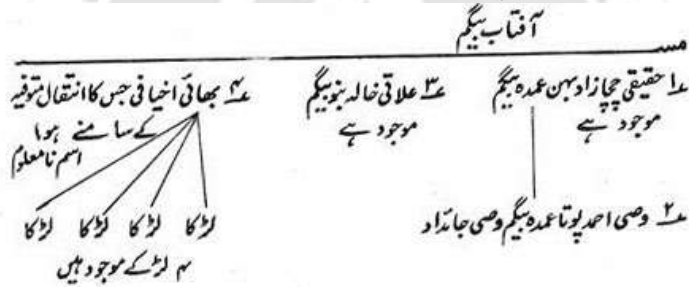 آفتاب بیگم
مسـ
۱؎ حقیقی چچازاد بہن عمدہ بیگم ۳؎ علاتی خالہ بنو بیگم ۴؎ بھائی اخیافی جس کا انتقال متوفیہ
موجود ہے موجود ہے کے سامنے ہوا
اسم نامعلوم
لڑکا لڑکا لڑکا لڑکا
۲؎ وصی احمد پوتا عمدہ بیگم وصی جائداد
۴ لڑکے موجود ہیں